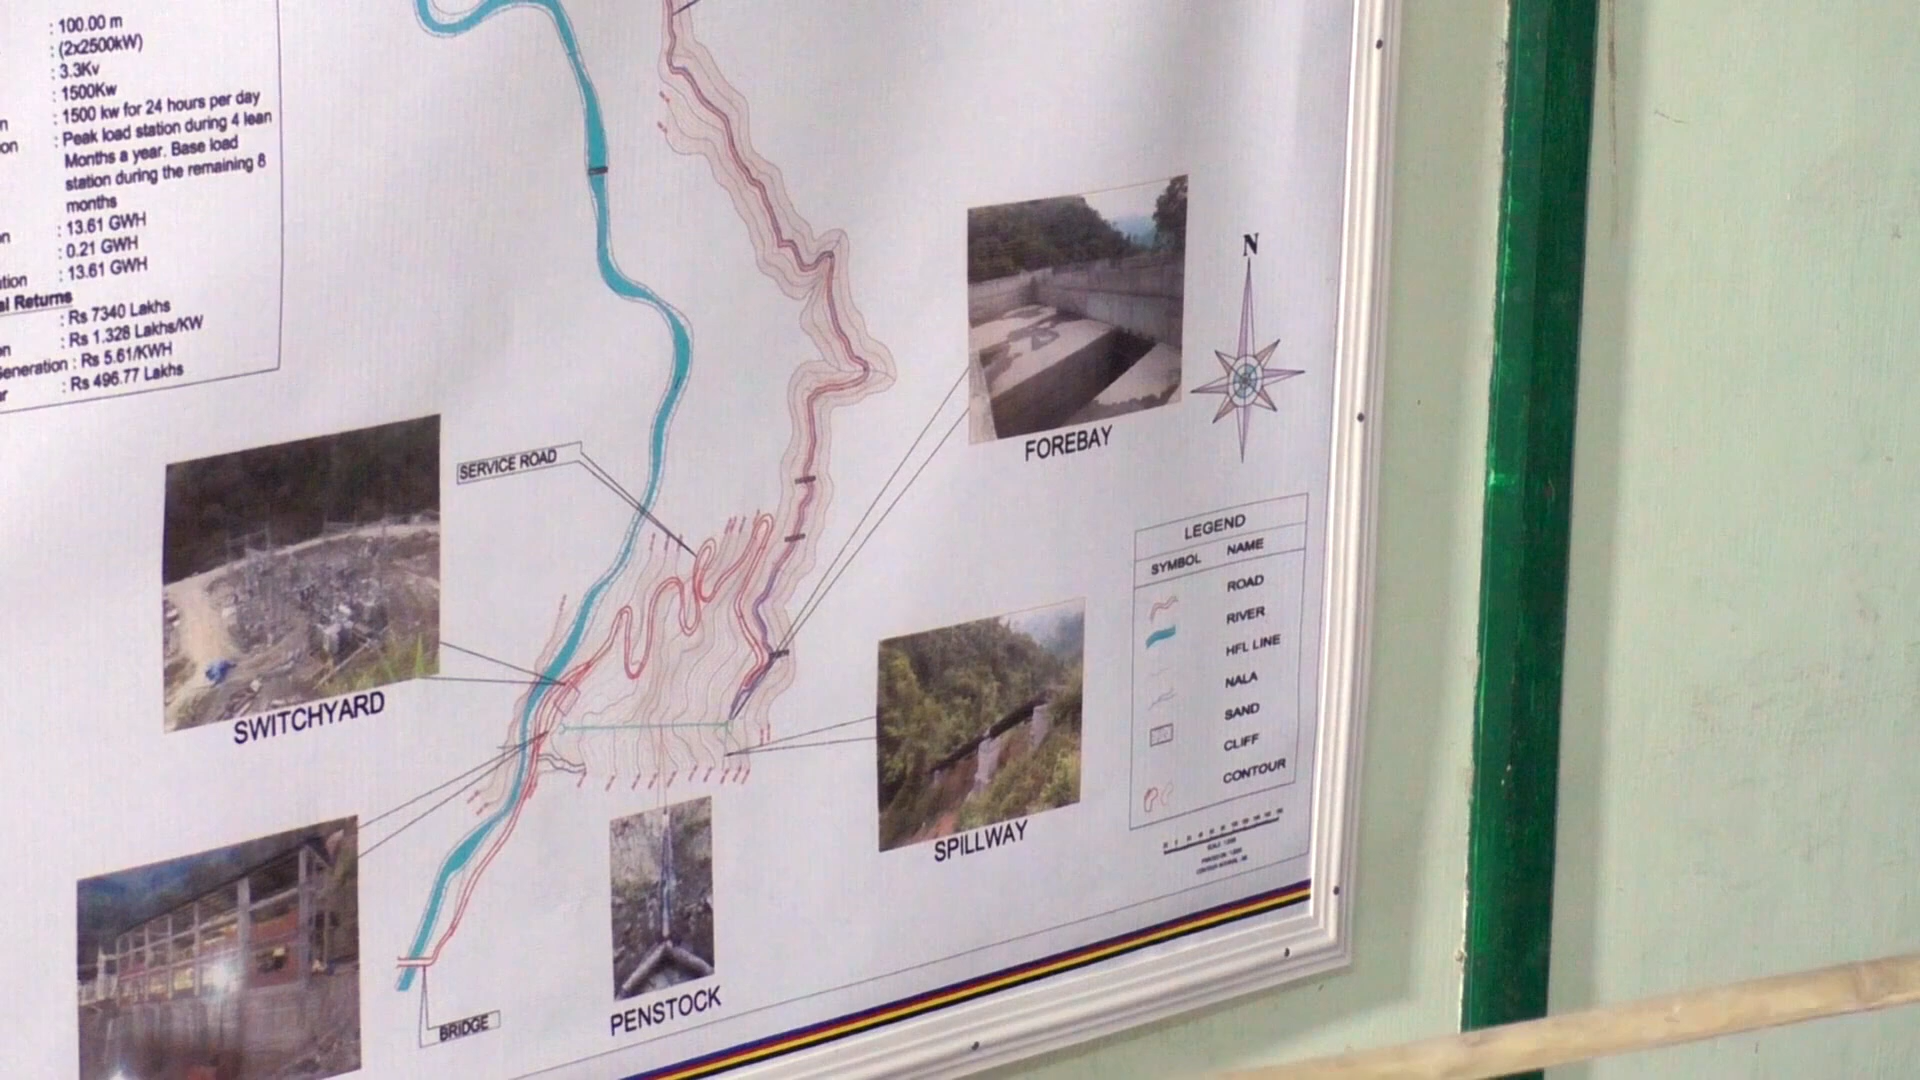 : 100.00 m
: (2x2500kW)
: 3.3Kv
: 1500Kw
: 1500 kw for 24 hours per day
: Peak load station during 4 lean
Months a year. Base load
station during the remaining 8
months
: 13.61 GWH
: 0.21 GWH
: 13.61 GWH
al Returns
: Rs 7340 Lakhs
: Rs 1.328 Lakhs/KW
eneration : Rs 5.61/KWH
: Rs 496.77 Lakhs
SERVICE ROAD
SWITCHYARD
BRIDGE
PENSTOCK
FOREBAY
SPILLWAY
N
LEGEND
SYMBOL NAME
ROAD
RIVER
HFL LINE
NALA
SAND
CLIFF
CONTOUR